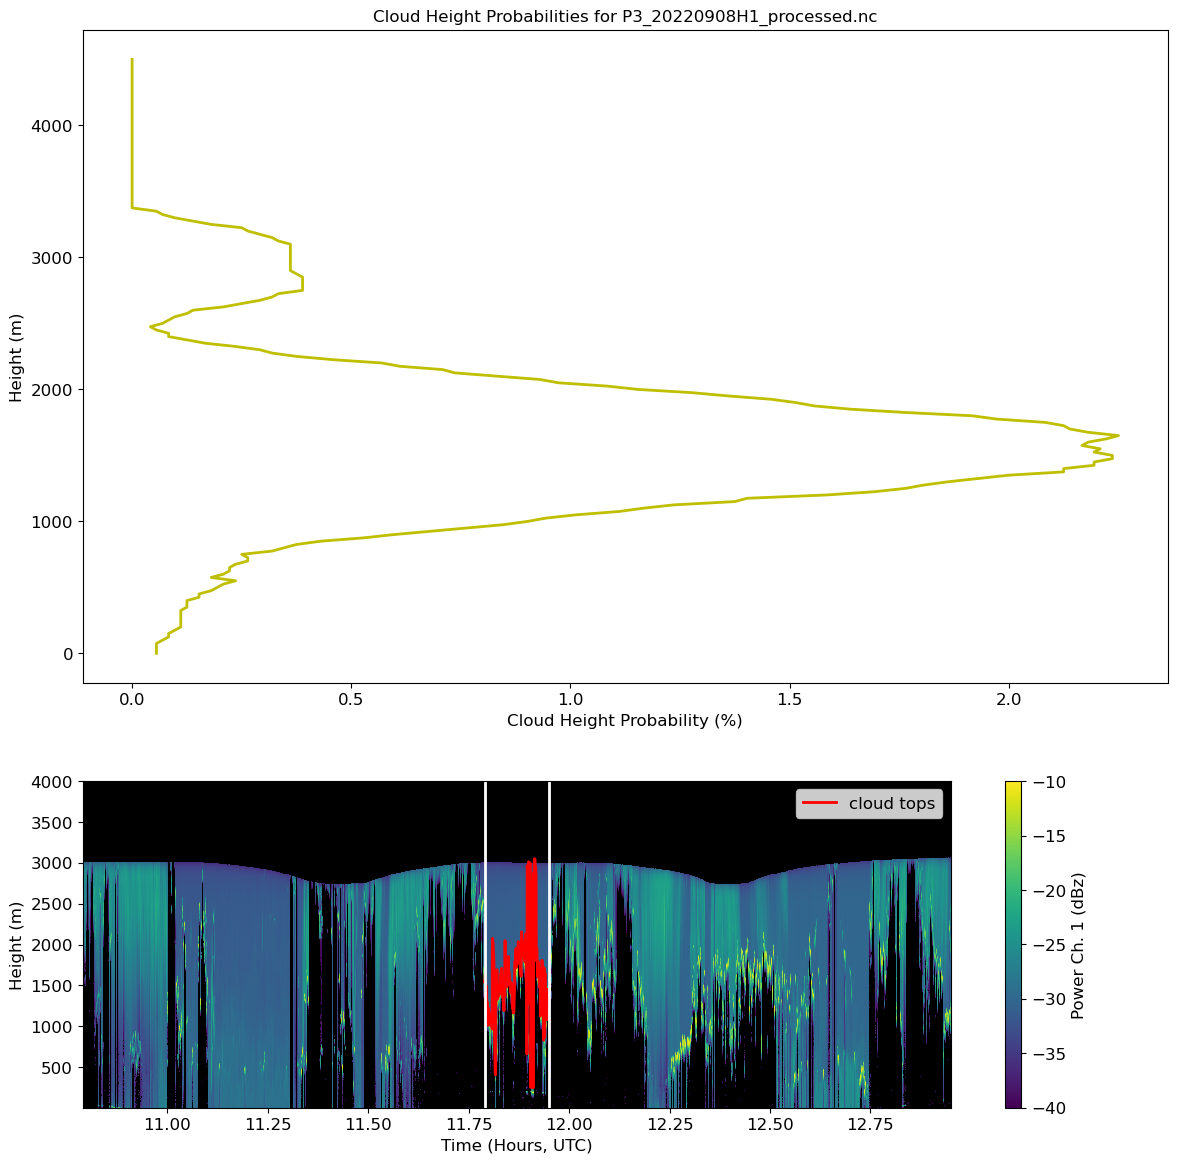 Cloud Height Probabilities for P3_20220908H1_processed.nc
4000
3000
2000
1000
0
Height (m)
0.0 0.5 1.0 1.5 2.0
Cloud Height Probability (%)
4000
3500
3000
2500
2000
1500
1000
500
Height (m)
cloud tops
11.00 11.25 11.50 11.75 12.00 12.25 12.50 12.75
Time (Hours, UTC)
−10
−15
−20
−25
−30
−35
−40
Power Ch. 1 (dBz)